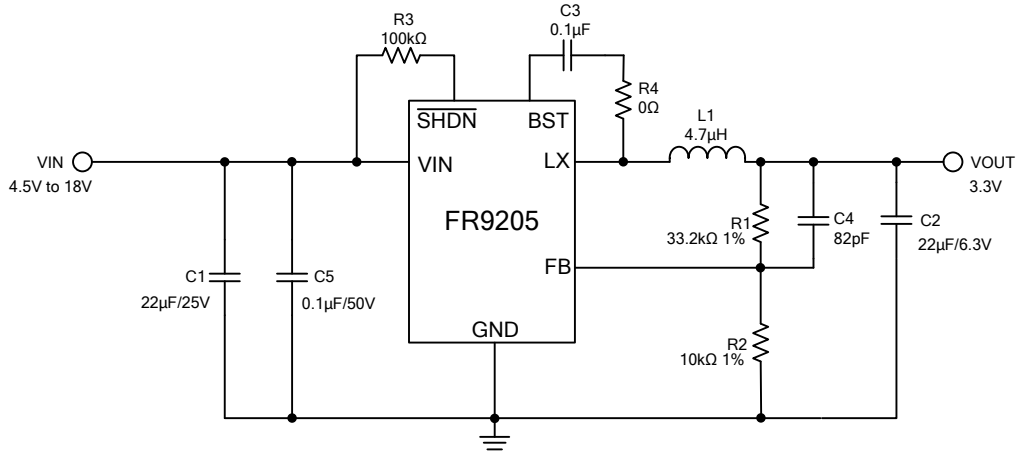 R3
100kΩ
C3
0.1µF
R4
0Ω
SHDN
BST
L1
4.7µH
VIN
4.5V to 18V
VIN
LX
VOUT
3.3V
FR9205
R1
33.2kΩ 1%
C4
82pF
C2
22µF/6.3V
FB
C1
22µF/25V
C5
0.1µF/50V
GND
R2
10kΩ 1%